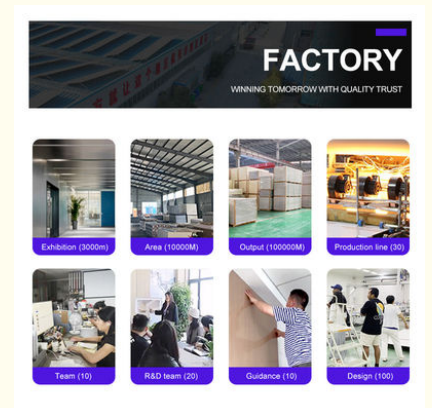 FACTORY
WINNING TOMORROW WITH QUALITY TRUST
Exhibition (3000m)
Area (10000M)
Output (100000M)
Production line (30)
Team (10)
R&D team (20)
Guidance (10)
Design (100)